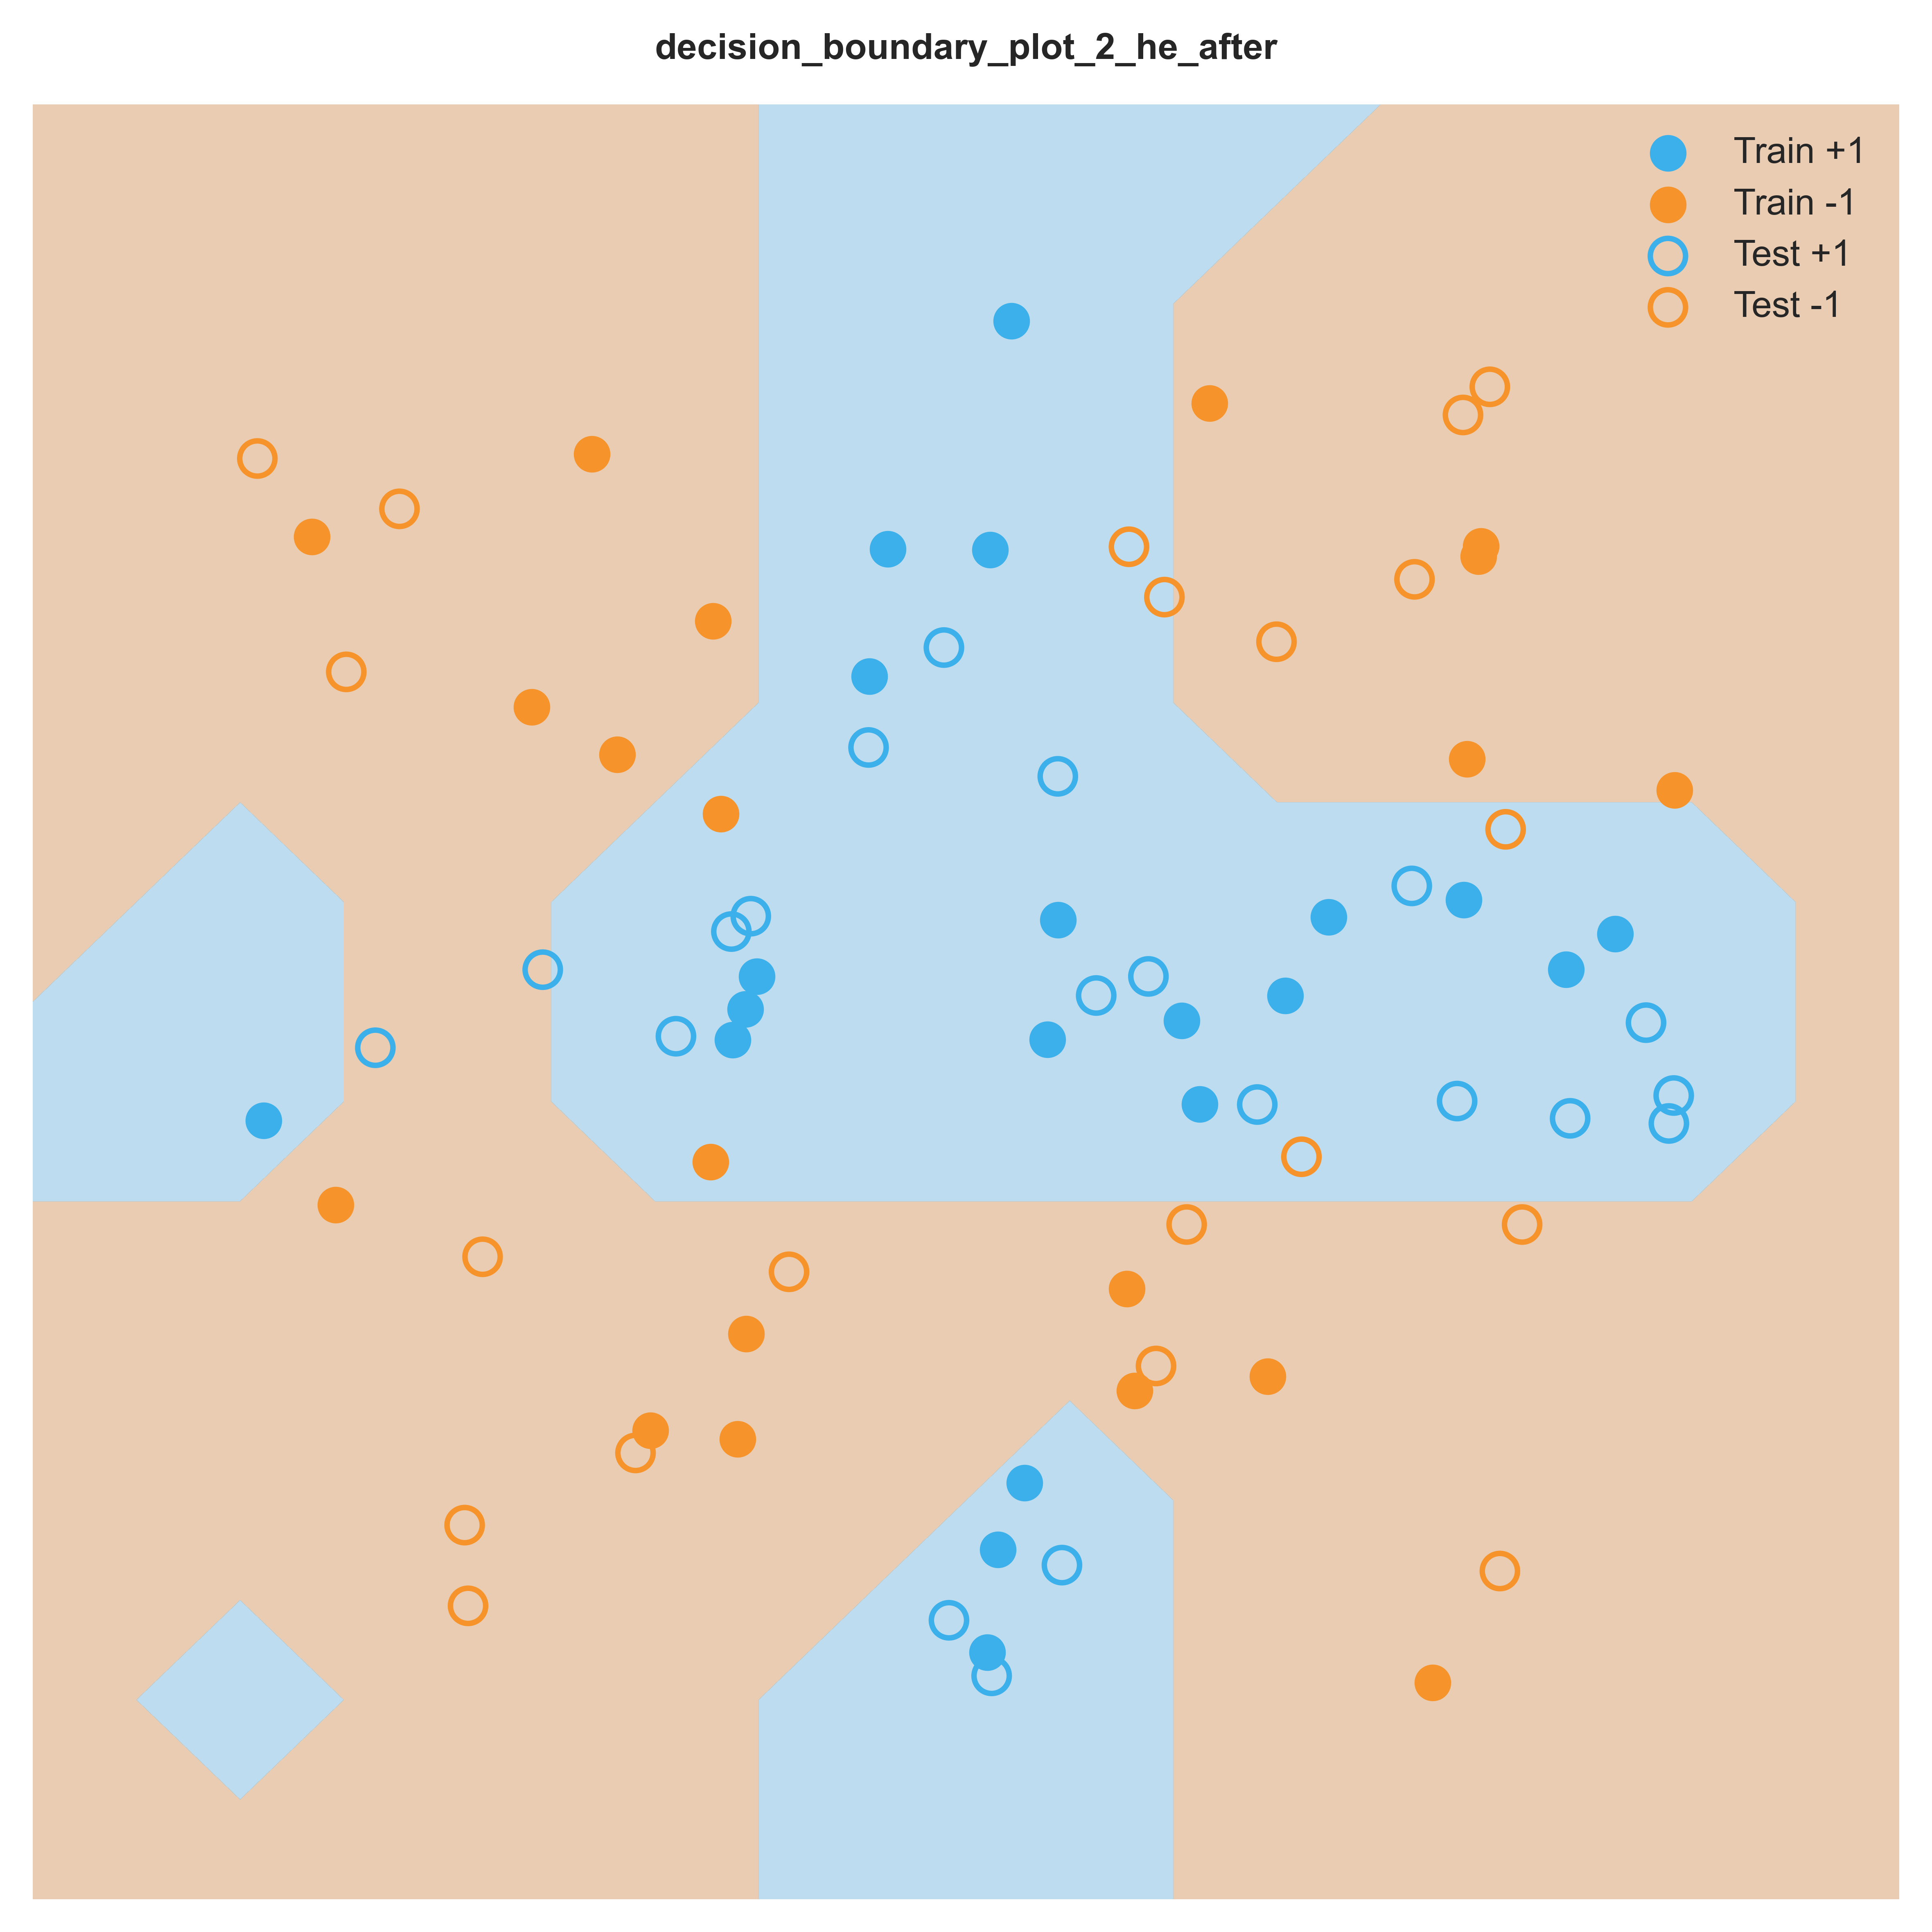 decision_boundary_plot_2_he_after
Train +1
Train -1
Test +1
Test -1